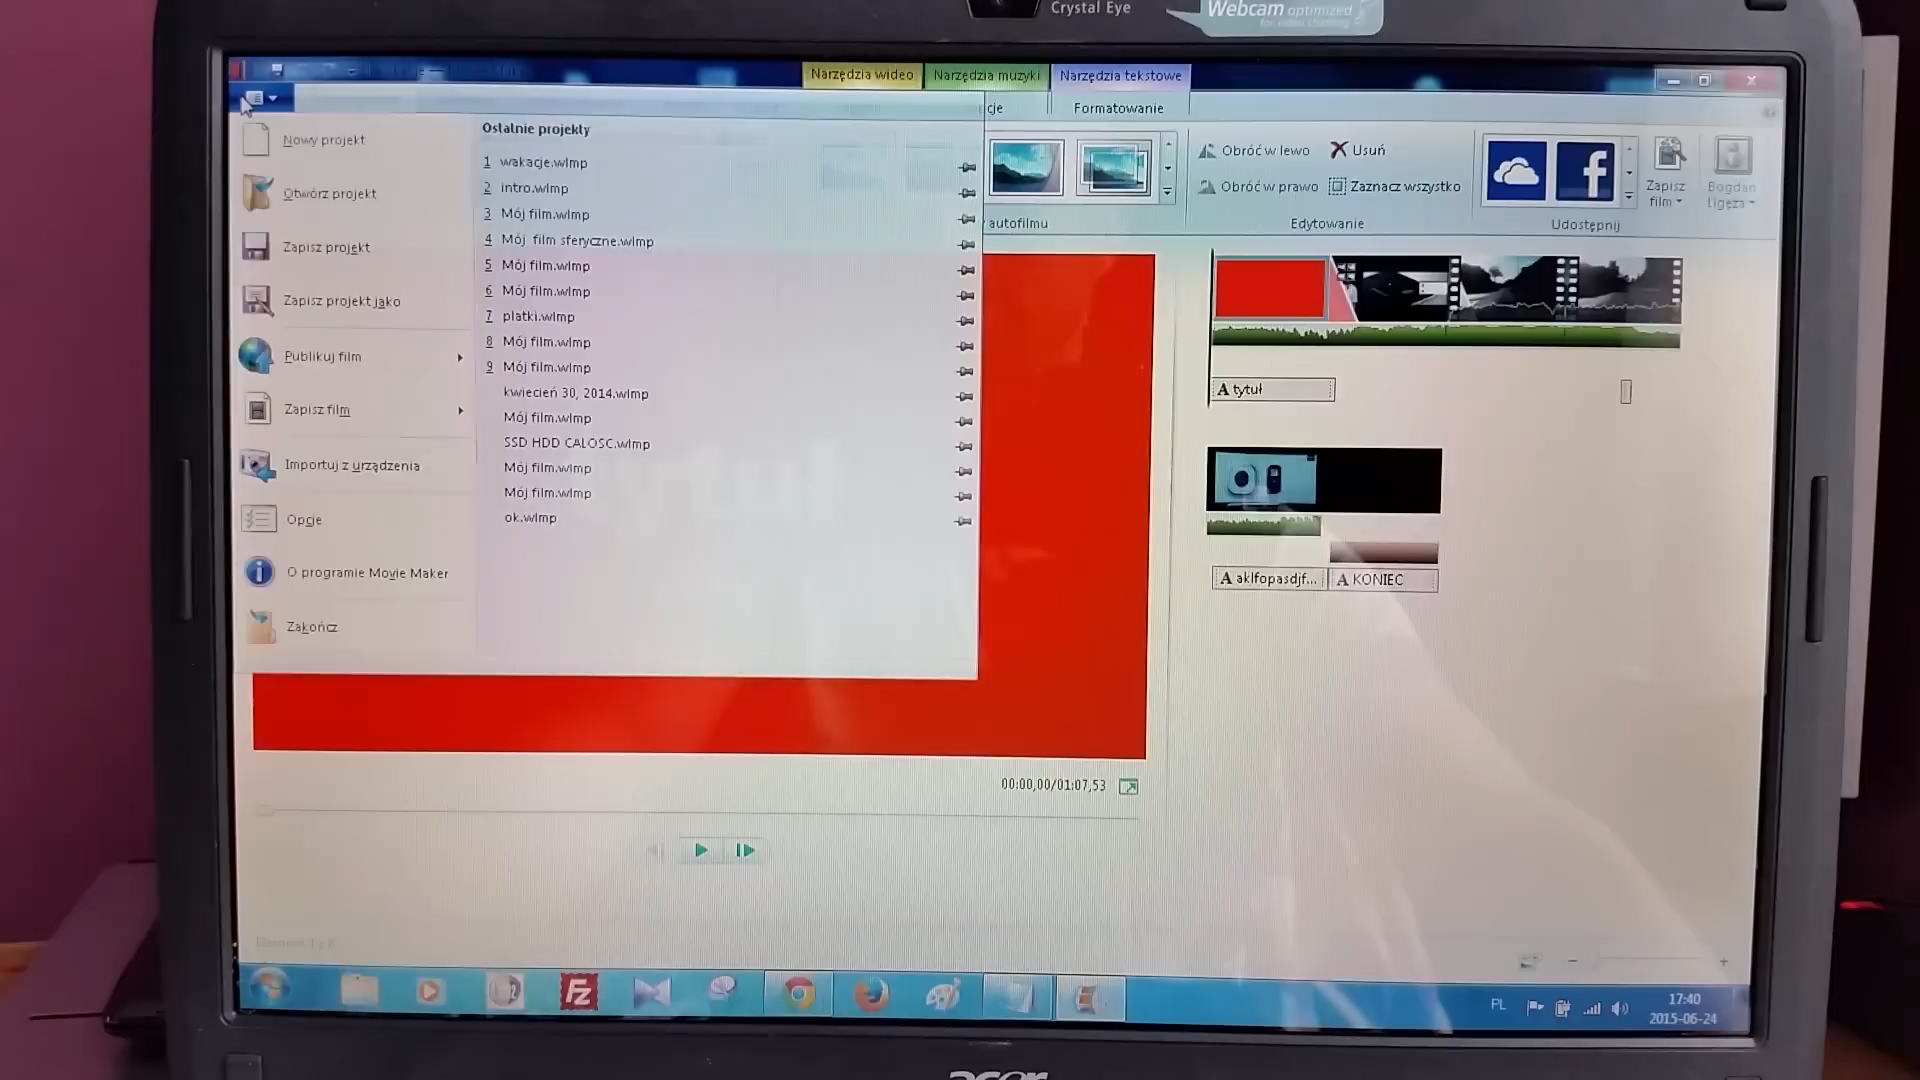 Crystal Eye
Webcam optimized
for video chatting
Narzędzia wideo
Narzędzia muzyki
Narzędzia tekstowe
cje
Formatowanie
Nowy projekt
Otwórz projekt
Zapisz projekt
Zapisz projekt jako
Publikuj film
Zapisz film
Importuj z urządzenia
Opcje
O programie Movie Maker
Zakończ
Ostatnie projekty
1 wakacje.wlmp
2 intro.wlmp
3 Mój film.wlmp
4 Mój film sferyczne.wlmp
5 Mój film.wlmp
6 Mój film.wlmp
7 platki.wlmp
8 Mój film.wlmp
9 Mój film.wlmp
kwiecień 30, 2014.wlmp
Mój film.wlmp
SSD HDD CALOSC.wlmp
Mój film.wlmp
Mój film.wlmp
ok.wlmp
autofilmu
Obróć w lewo
Usuń
Obróć w prawo
Zaznacz wszystko
Edytowanie
f
Zapisz
film
Bogdan
Ligęza
Udostępnij
A tytuł
A aklfopasdjf...
A KONIEC
00:00,00/01:07,53
Fz
PL
17:40
2015-06-24
acer